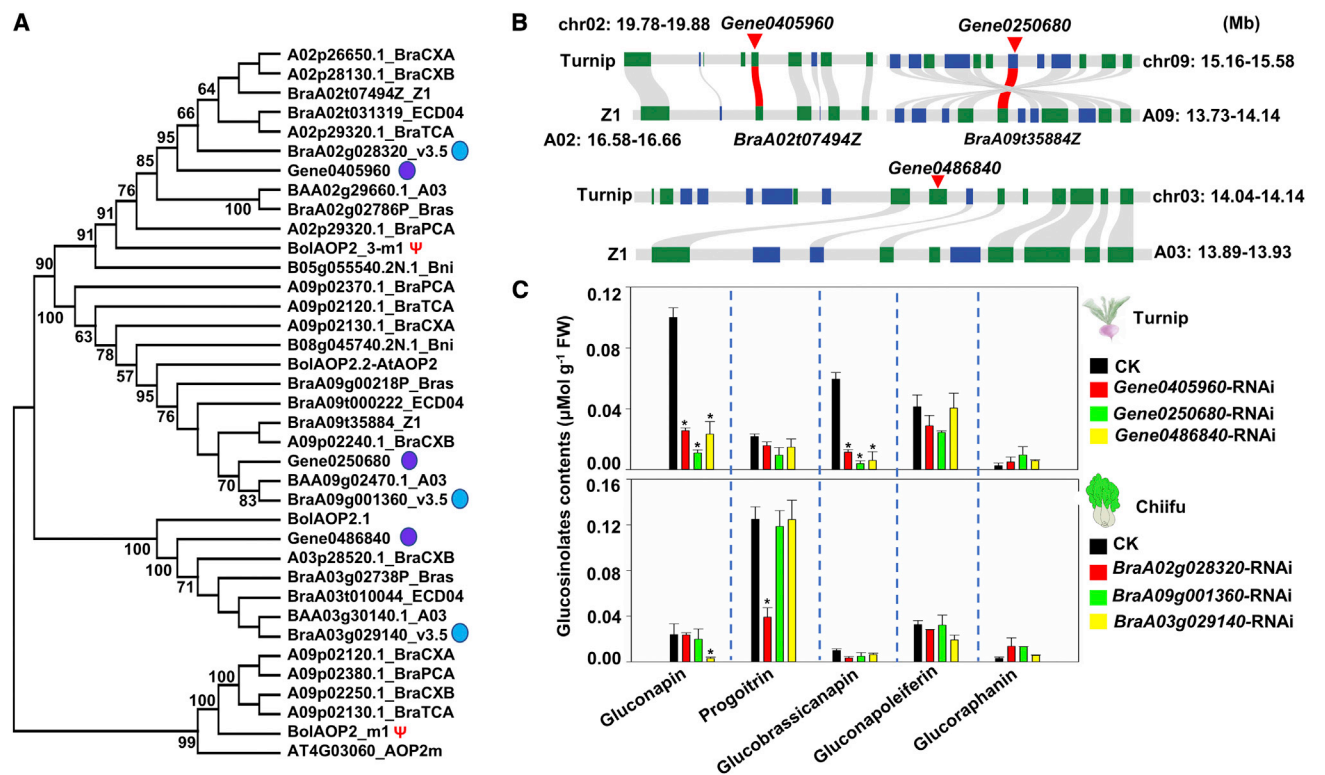 A
A02p26650.1_BraCXA
A02p28130.1_BraCXB
BraA02t07494Z_Z1
BraA02t031319_ECD04
A02p29320.1_BraTCA
BraA02g028320_v3.5
Gene0405960
BAA02g29660.1_A03
BraA02g02786P_Bras
A02p29320.1_BraPCA
BolAOP2_3-m1 Ψ
B05g055540.2N.1_Bni
A09p02370.1_BraPCA
A09p02120.1_BraTCA
A09p02130.1_BraCXA
B08g045740.2N.1_Bni
BolAOP2.2-AtAOP2
BraA09g00218P_Bras
BraA09t000222_ECD04
BraA09t35884_Z1
A09p02240.1_BraCXB
Gene0250680
BAA09g02470.1_A03
BraA09g001360_v3.5
BolAOP2.1
Gene0486840
A03p28520.1_BraCXB
BraA03g02738P_Bras
BraA03t010044_ECD04
BAA03g30140.1_A03
BraA03g029140_v3.5
A09p02120.1_BraCXA
A09p02380.1_BraPCA
A09p02250.1_BraCXB
A09p02130.1_BraTCA
BolAOP2_m1 Ψ
AT4G03060_AOP2m
64
66
95
85
76
100
91
91
90
100
63
78
57
95
76
70
83
100
100
71
100
100
99
B
chr02: 19.78-19.88
Gene0405960
Gene0250680
(Mb)
Turnip
chr09: 15.16-15.58
Z1
A09: 13.73-14.14
A02: 16.58-16.66
BraA02t07494Z
BraA09t35884Z
Gene0486840
Turnip
chr03: 14.04-14.14
Z1
A03: 13.89-13.93
C
Glucosinolates contents (μMol g-1 FW)
0.12
0.08
0.04
0.00
* * *
* * *
Turnip
CK
Gene0405960-RNAi
Gene0250680-RNAi
Gene0486840-RNAi
0.16
0.12
0.08
0.04
0.00
*
*
Chiifu
CK
BraA02g028320-RNAi
BraA09g001360-RNAi
BraA03g029140-RNAi
Gluconapin
Progoitrin
Glucobrassicanapin
Gluconapoleiferin
Glucoraphanin